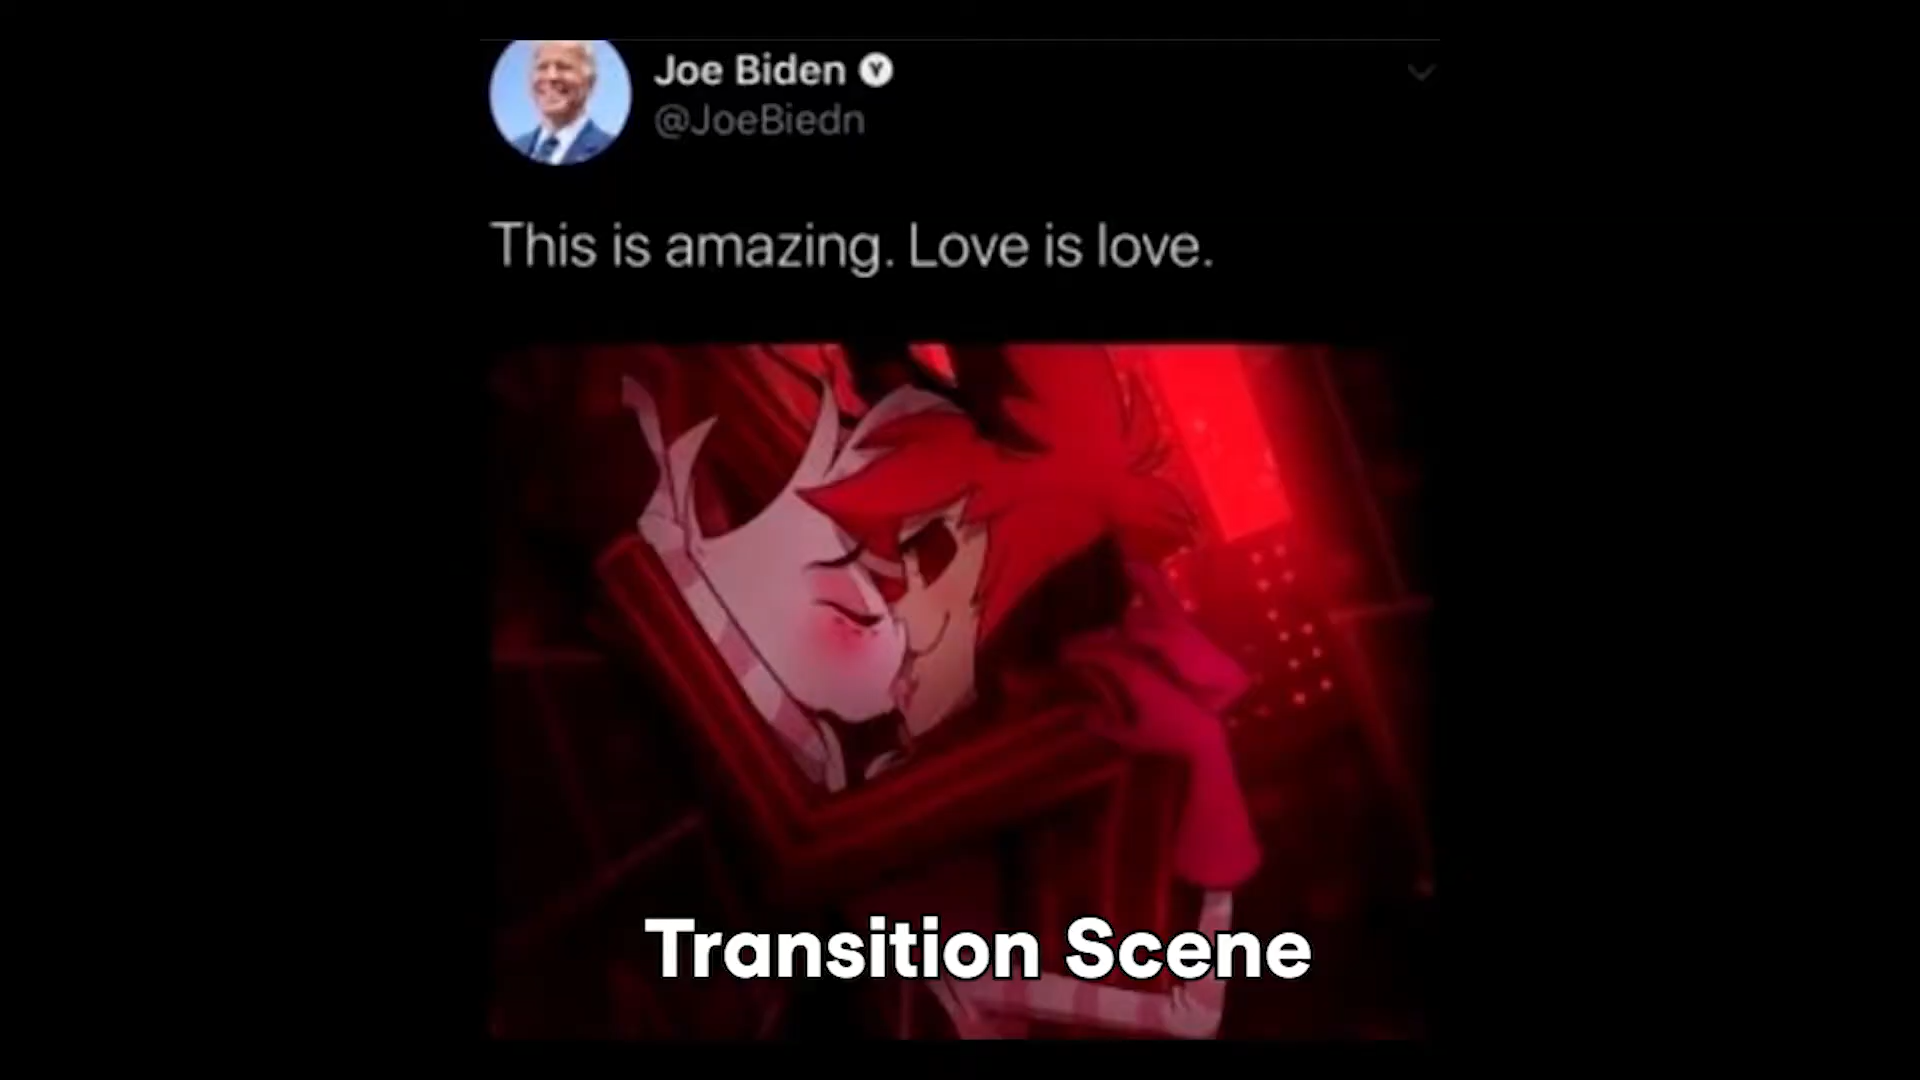 Joe Biden
@JoeBiedn
This is amazing. Love is love.
Transition Scene